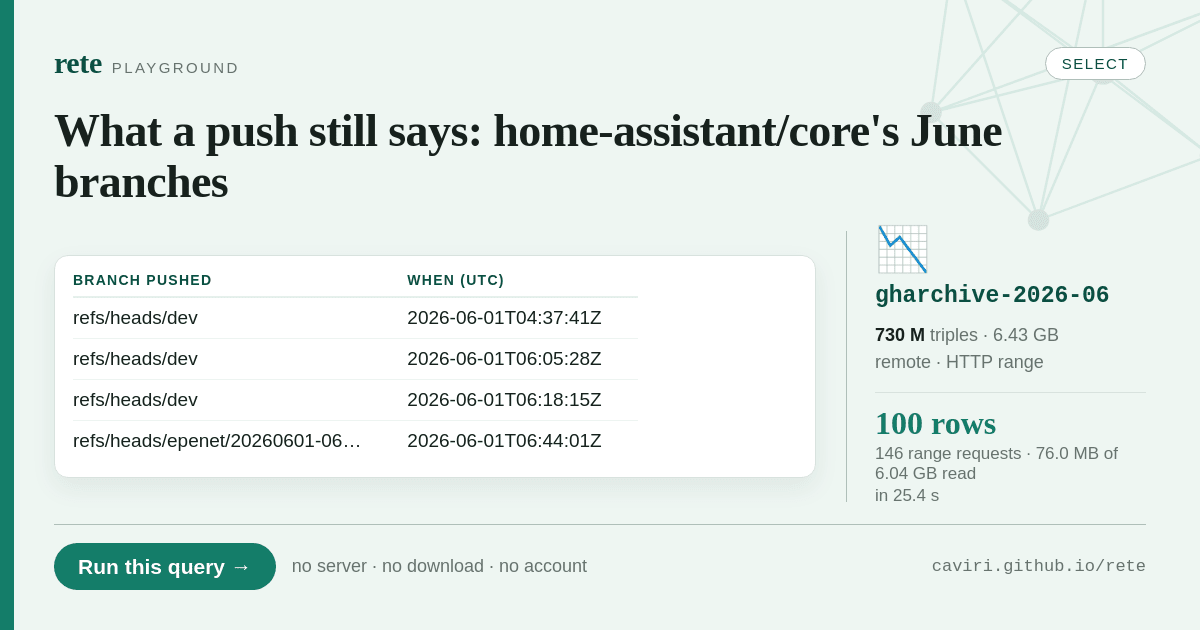 rete PLAYGROUND
SELECT
What a push still says: home-assistant/core's June
branches
BRANCH PUSHED WHEN (UTC)
refs/heads/dev 2026-06-01T04:37:41Z
refs/heads/dev 2026-06-01T06:05:28Z
refs/heads/dev 2026-06-01T06:18:15Z
refs/heads/epenet/20260601-06… 2026-06-01T06:44:01Z
gharchive-2026-06
730 M triples · 6.43 GB
remote · HTTP range
100 rows
146 range requests · 76.0 MB of
6.04 GB read
in 25.4 s
Run this query →
no server · no download · no account
caviri.github.io/rete